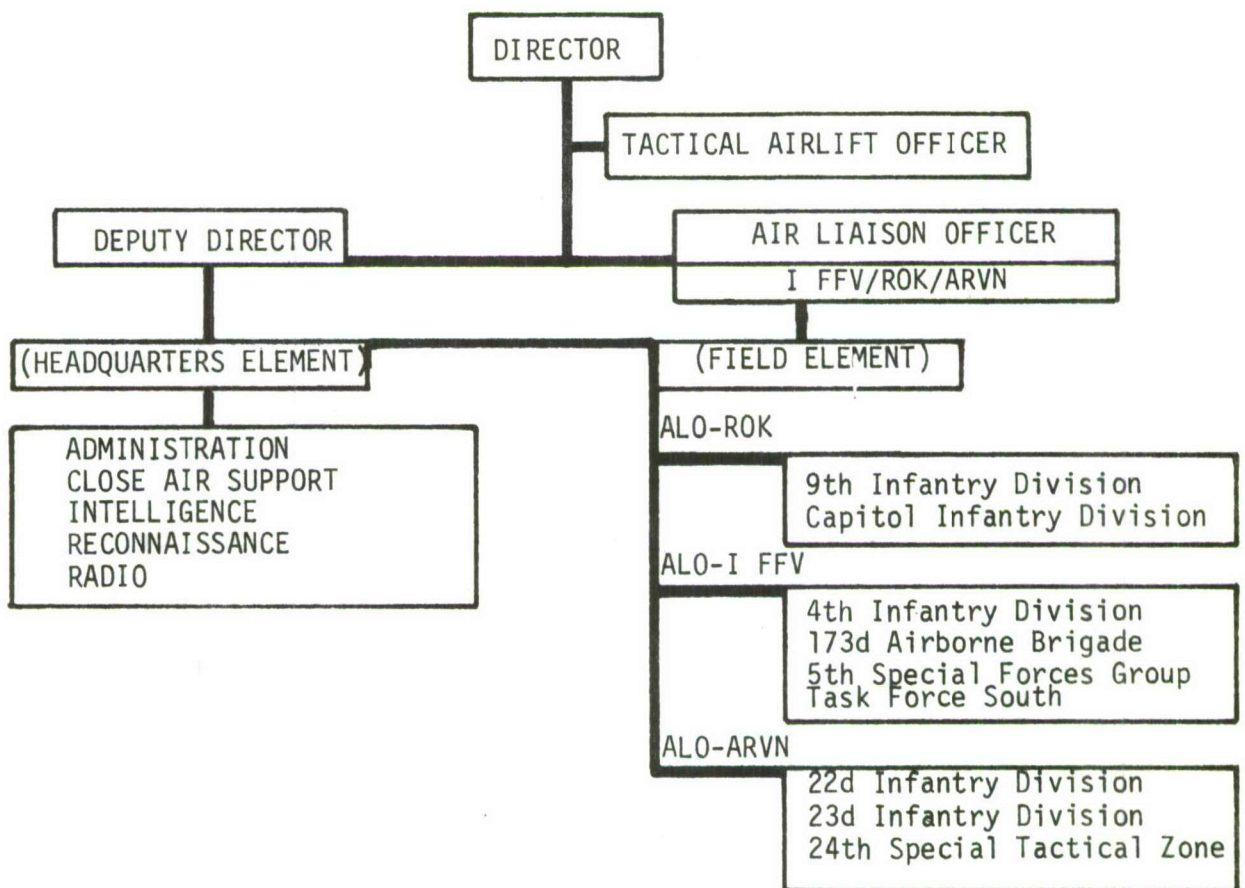 DIRECTOR
TACTICAL AIRLIFT OFFICER
DEPUTY DIRECTOR
AIR LIAISON OFFICER
I FFV/ROK/ARVN
(HEADQUARTERS ELEMENT)
(FIELD ELEMENT)
ADMINISTRATION
CLOSE AIR SUPPORT
INTELLIGENCE
RECONNAISSANCE
RADIO
ALO-ROK
9th Infantry Division
Capitol Infantry Division
ALO-I FFV
4th Infantry Division
173d Airborne Brigade
5th Special Forces Group
Task Force South
ALO-ARVN
22d Infantry Division
23d Infantry Division
24th Special Tactical Zone